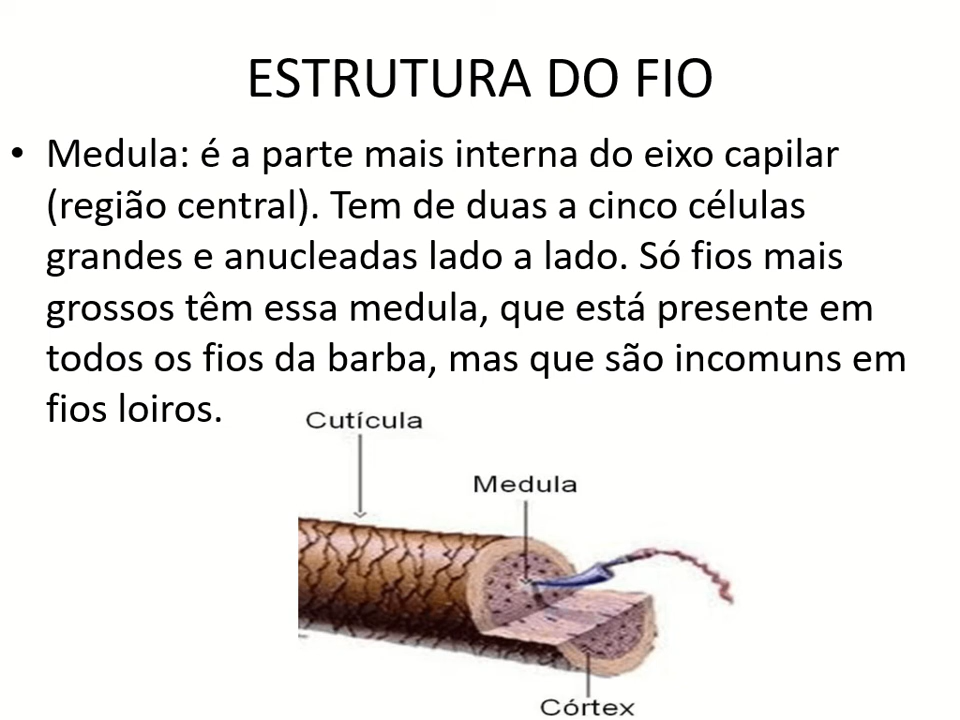 ESTRUTURA DO FIO
• Medula: é a parte mais interna do eixo capilar
(região central). Tem de duas a cinco células
grandes e anucleadas lado a lado. Só fios mais
grossos têm essa medula, que está presente em
todos os fios da barba, mas que são incomuns em
fios loiros.
Cutícula
Medula
Córtex